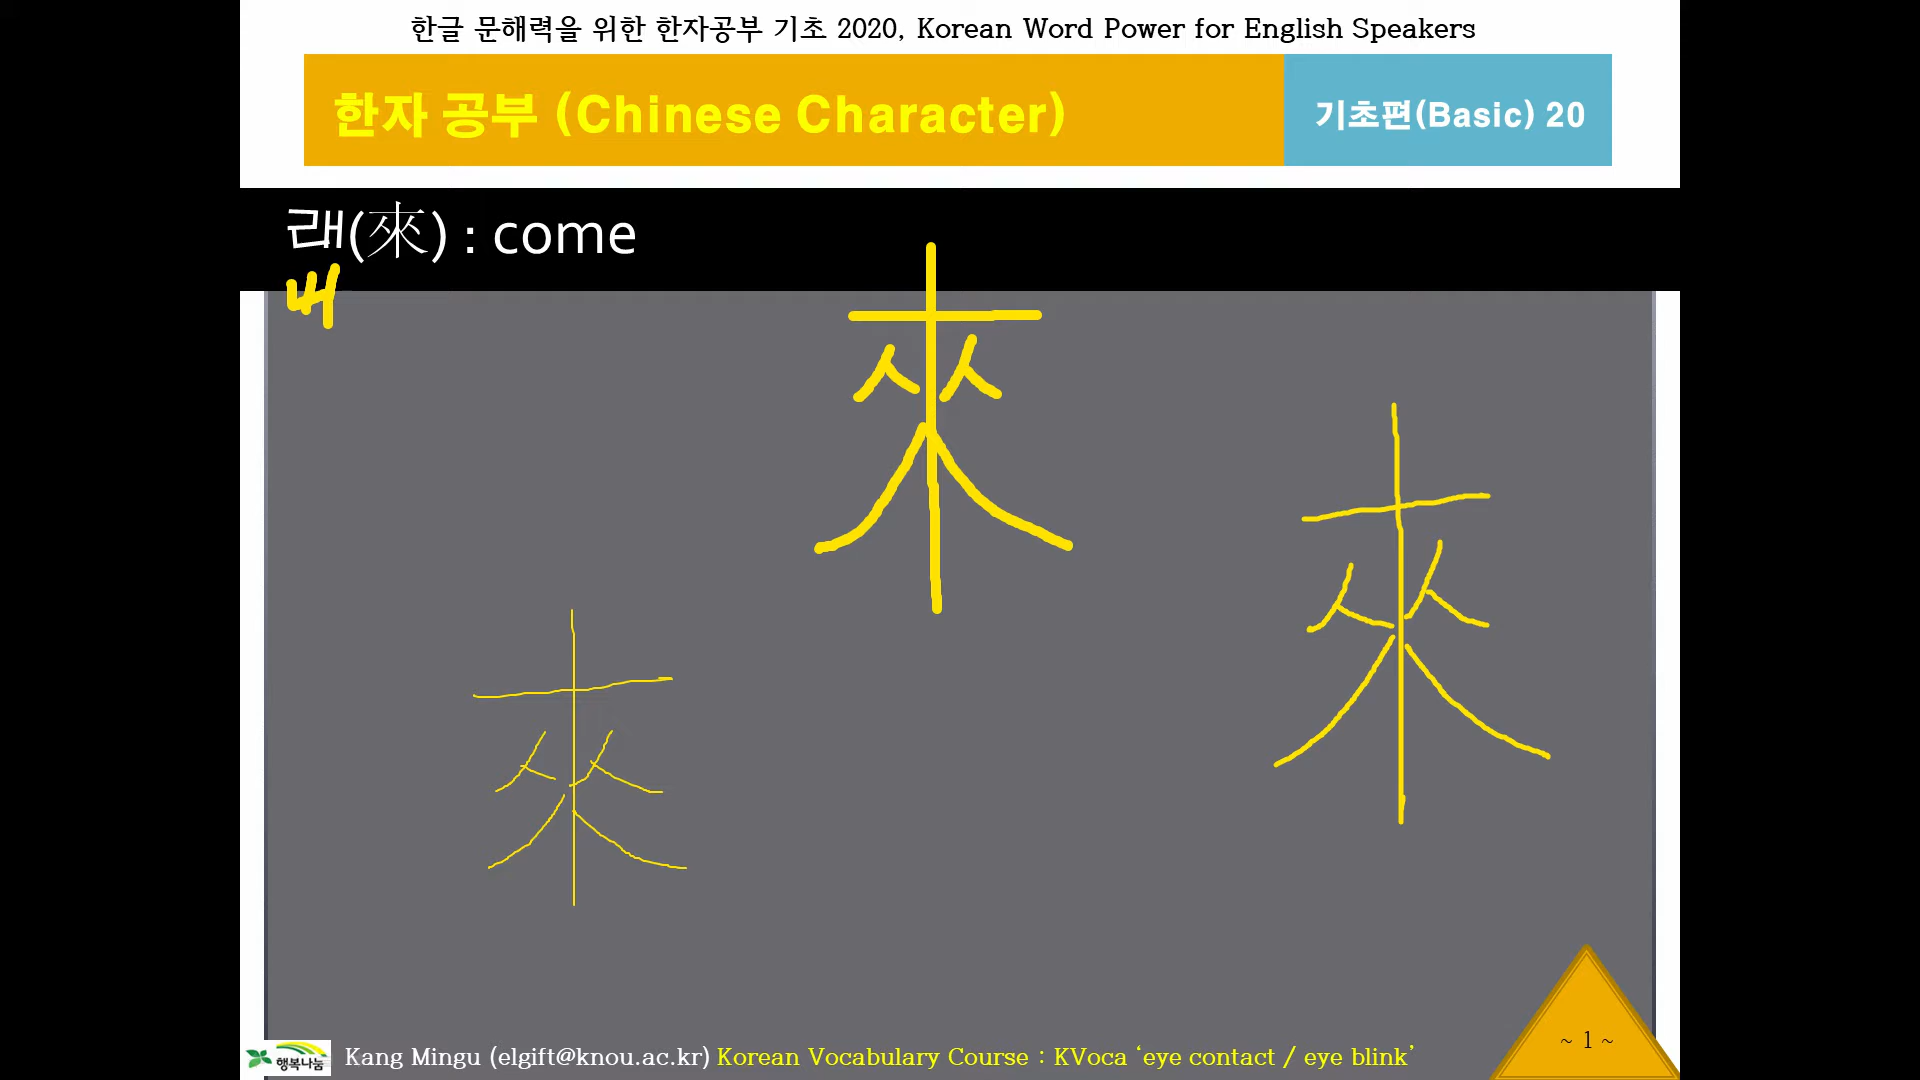 한글 문해력을 위한 한자공부 기초 2020, Korean Word Power for English Speakers
한자 공부 (Chinese Character)
기초편(Basic) 20
래(來) : come
내
來
來
來
~ 1 ~
행복나눔
Kang Mingu (elgift@knou.ac.kr) Korean Vocabulary Course : KVoca ‘eye contact / eye blink’